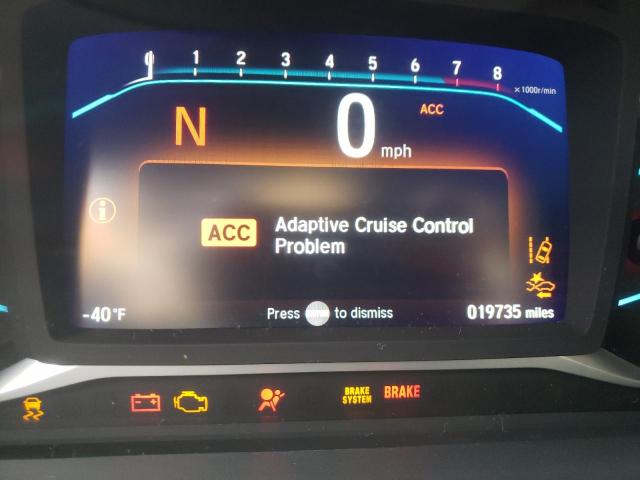 0 1 2 3 4 5 6 7 8
×1000r/min
N 0 mph ACC
ACC Adaptive Cruise Control
Problem
-40°F Press ENTER to dismiss 019735 miles
BRAKE SYSTEM BRAKE